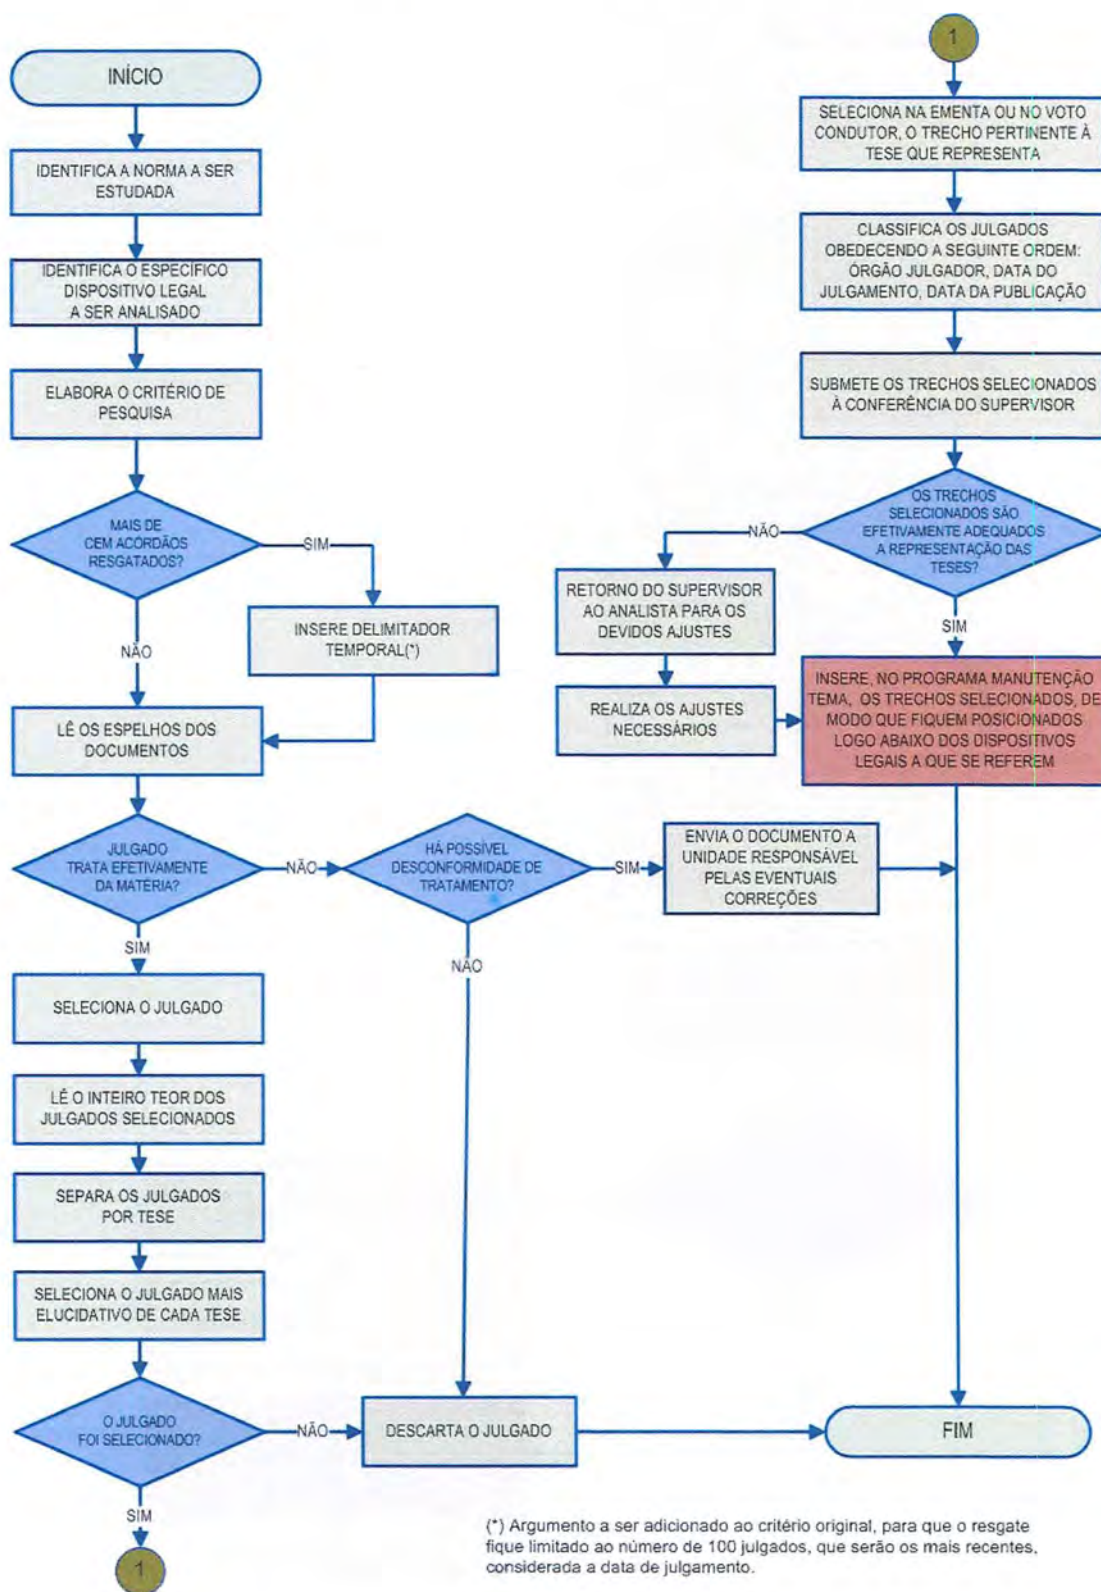 INÍCIO
IDENTIFICA A NORMA A SER
ESTUDADA
IDENTIFICA O ESPECÍFICO
DISPOSITIVO LEGAL
A SER ANALISADO
ELABORA O CRITÉRIO DE
PESQUISA
MAIS DE
CEM ACÓRDÃOS
RESGATADOS?
SIM
INSERE DELIMITADOR
TEMPORAL(*)
NÃO
LÊ OS ESPELHOS DOS
DOCUMENTOS
JULGADO
TRATA EFETIVAMENTE
DA MATÉRIA?
NÃO
HÁ POSSÍVEL
DESCONFORMIDADE DE
TRATAMENTO?
SIM
ENVIA O DOCUMENTO A
UNIDADE RESPONSÁVEL
PELAS EVENTUAIS
CORREÇÕES
NÃO
SIM
SELECIONA O JULGADO
LÊ O INTEIRO TEOR DOS
JULGADOS SELECIONADOS
SEPARA OS JULGADOS
POR TESE
SELECIONA O JULGADO MAIS
ELUCIDATIVO DE CADA TESE
O JULGADO
FOI SELECIONADO?
NÃO
DESCARTA O JULGADO
SIM
1
1
SELECIONA NA EMENTA OU NO VOTO
CONDUTOR, O TRECHO PERTINENTE À
TESE QUE REPRESENTA
CLASSIFICA OS JULGADOS
OBEDECENDO A SEGUINTE ORDEM:
ÓRGÃO JULGADOR, DATA DO
JULGAMENTO, DATA DA PUBLICAÇÃO
SUBMETE OS TRECHOS SELECIONADOS
À CONFERÊNCIA DO SUPERVISOR
OS TRECHOS
SELECIONADOS SÃO
EFETIVAMENTE ADEQUADOS
A REPRESENTAÇÃO DAS
TESES?
NÃO
RETORNO DO SUPERVISOR
AO ANALISTA PARA OS
DEVIDOS AJUSTES
REALIZA OS AJUSTES
NECESSÁRIOS
SIM
INSERE, NO PROGRAMA MANUTENÇÃO
TEMA, OS TRECHOS SELECIONADOS, DE
MODO QUE FIQUEM POSICIONADOS
LOGO ABAIXO DOS DISPOSITIVOS
LEGAIS A QUE SE REFEREM
FIM
(*) Argumento a ser adicionado ao critério original, para que o resgate
fique limitado ao número de 100 julgados, que serão os mais recentes,
considerada a data de julgamento.